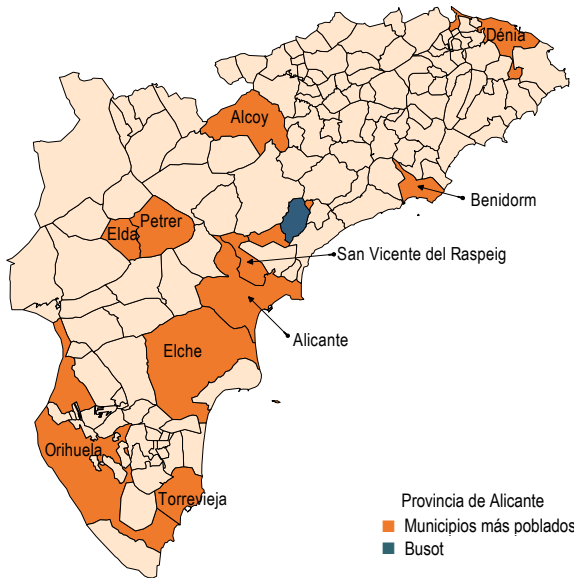 Dénia
Alcoy
Benidorm
Petrer
Elda
San Vicente del Raspeig
Alicante
Elche
Orihuela
Torrevieja
Provincia de Alicante
Municipios más poblados
Busot